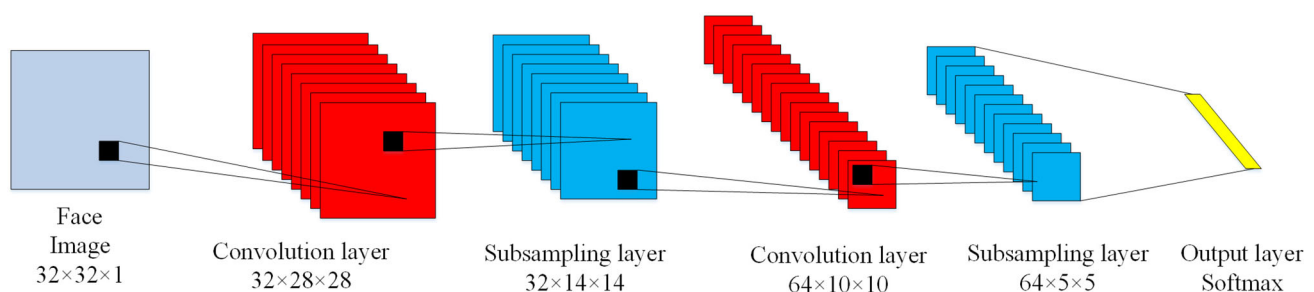 Face
Image
32×32×1
Convolution layer
32×28×28
Subsampling layer
32×14×14
Convolution layer
64×10×10
Subsampling layer
64×5×5
Output layer
Softmax